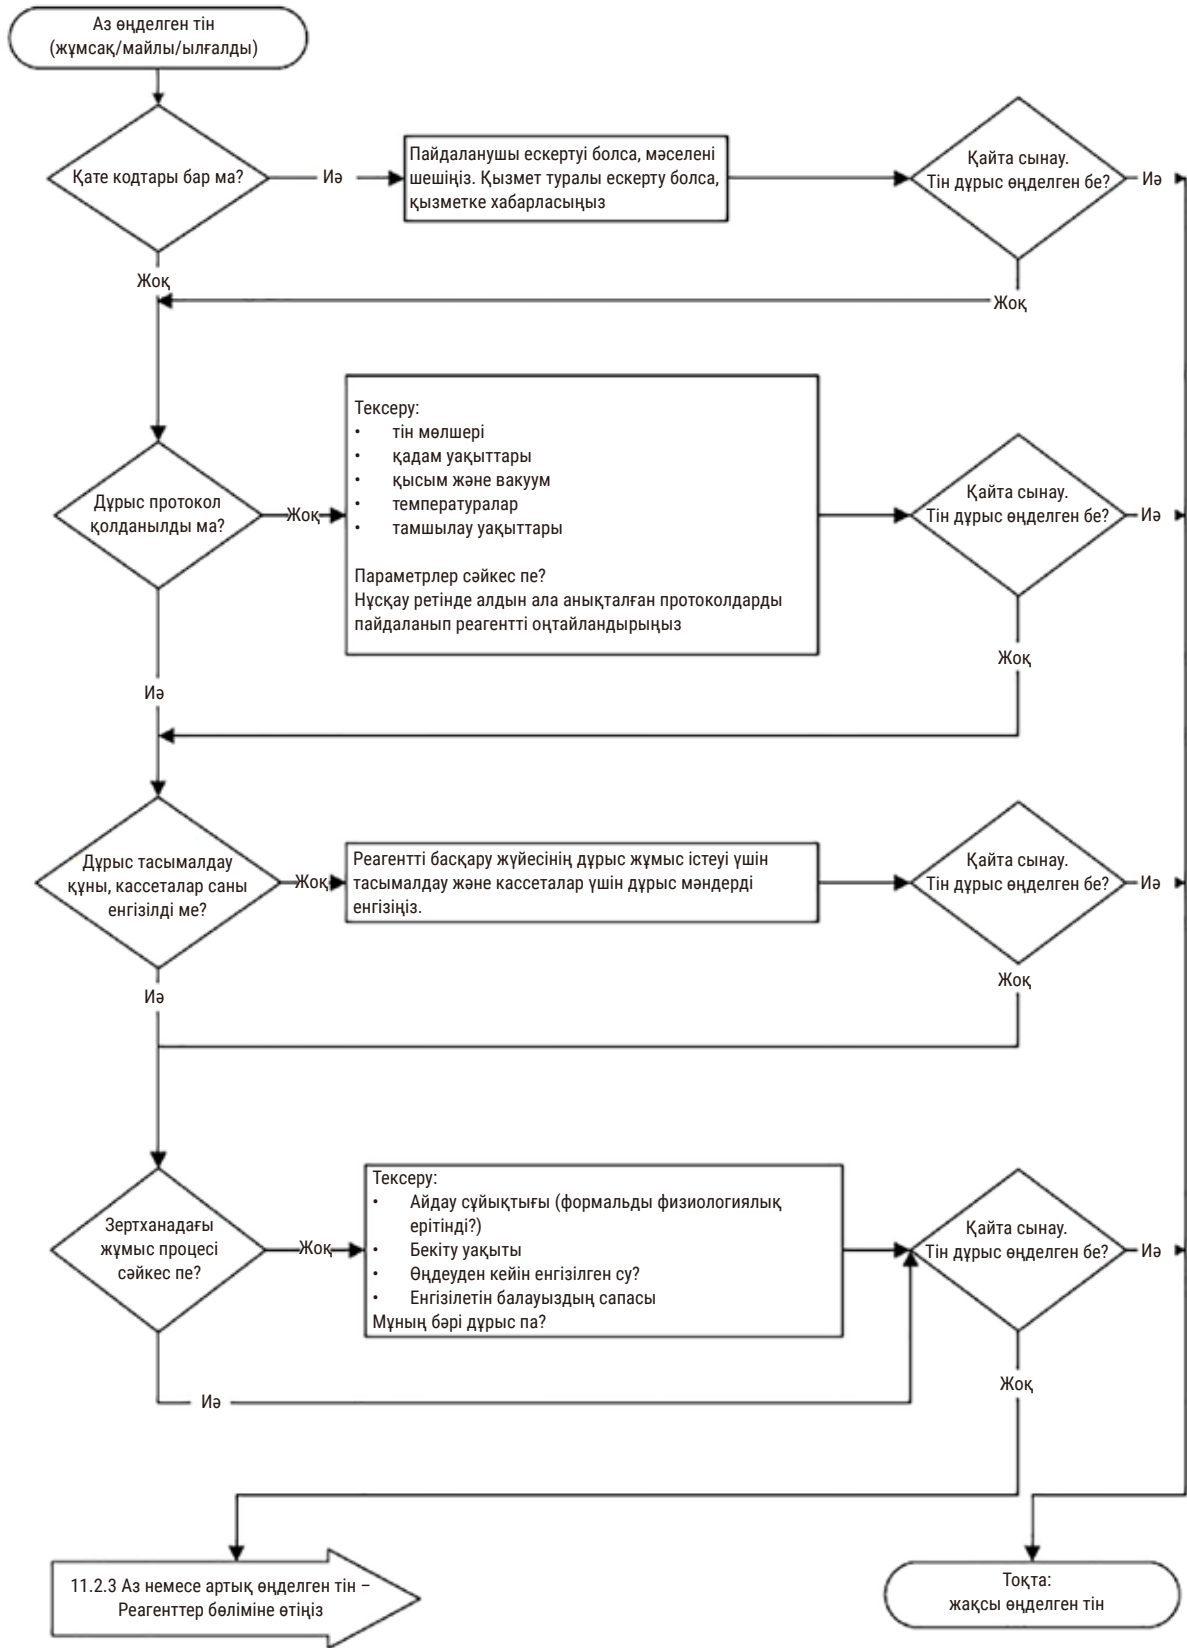 Аз өңделген тін
(жұмсақ/майлы/ылғалды)
Қате кодтары бар ма?
Иә
Пайдаланушы ескертуі болса, мәселені
шешіңіз. Қызмет туралы ескерту болса,
қызметке хабарласыңыз
Қайта сынау.
Тін дұрыс өңделген бе?
Иә
Жоқ
Жоқ
Дұрыс протокол
қолданылды ма?
Жоқ
Тексеру:
• тін мөлшері
• қадам уақыттары
• қысым және вакуум
• температуралар
• тамшылау уақыттары
Параметрлер сәйкес пе?
Нұсқау ретінде алдын ала анықталған протоколдарды
пайдаланып реагентті оңтайландырыңыз
Қайта сынау.
Тін дұрыс өңделген бе?
Иә
Жоқ
Иә
Дұрыс тасымалдау
құны, кассеталар саны
енгізілді ме?
Жоқ
Реагентті басқару жүйесінің дұрыс жұмыс істеуі үшін
тасымалдау және кассеталар үшін дұрыс мәндерді
енгізіңіз.
Қайта сынау.
Тін дұрыс өңделген бе?
Иә
Жоқ
Иә
Зертханадағы
жұмыс процесі
сәйкес пе?
Жоқ
Тексеру:
• Айдау сұйықтығы (формальды физиологиялық
ерітінді?)
• Бекіту уақыты
• Өңдеуден кейін енгізілген су?
• Енгізілетін балауыздың сапасы
Мұның бәрі дұрыс па?
Қайта сынау.
Тін дұрыс өңделген бе?
Иә
Жоқ
Иә
11.2.3 Аз немесе артық өңделген тін –
Реагенттер бөліміне өтіңіз
Тоқта:
жақсы өңделген тін